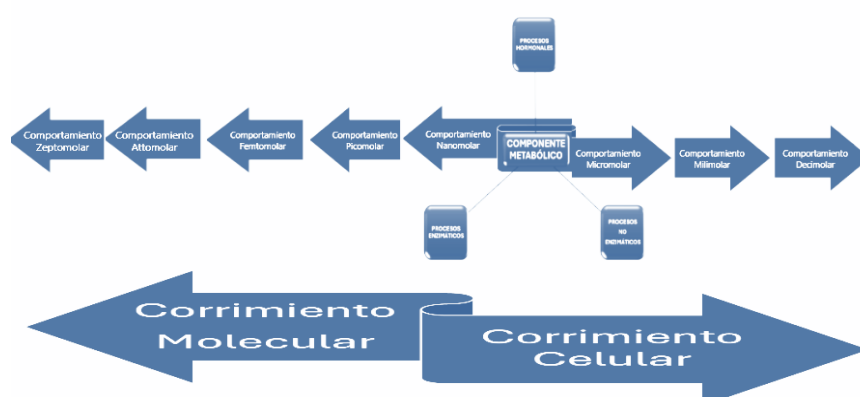 PROCESOS
HORMONALES
Comportamiento
Zeptomolar
Comportamiento
Attomolar
Comportamiento
Femtomolar
Comportamiento
Picomolar
Comportamiento
Nanomolar
COMPONENTE
METABÓLICO
Comportamiento
Micromolar
Comportamiento
Milimolar
Comportamiento
Decimolar
PROCESOS
ENZIMÁTICOS
PROCESOS
NO
ENZIMÁTICOS
Corrimiento
Molecular
Corrimiento
Celular